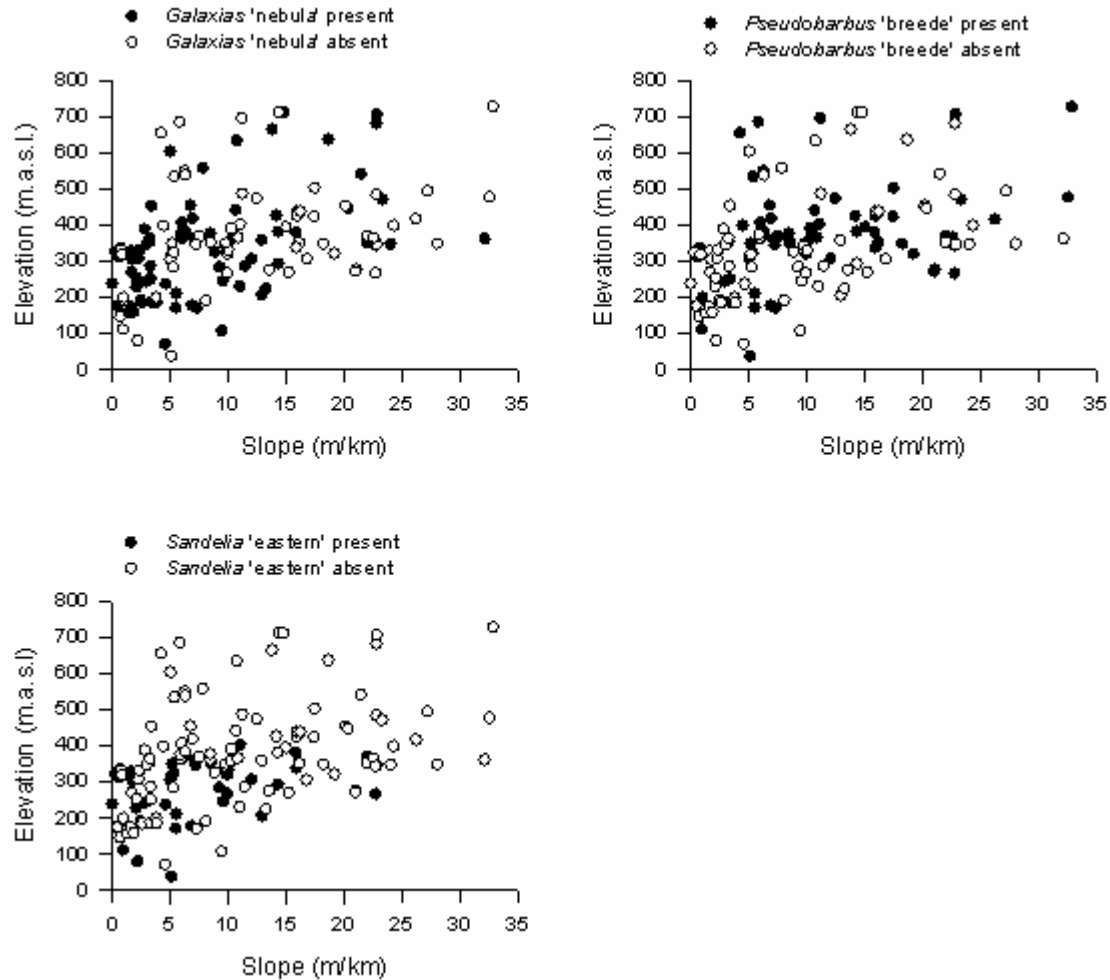 Galaxias 'nebula' present
Galaxias 'nebula' absent
800
700
600
500
400
300
200
100
0
Elevation (m.a.s.l.)
0 5 10 15 20 25 30 35
Slope (m/km)
Pseudobarbus 'breede' present
Pseudobarbus 'breede' absent
800
700
600
500
400
300
200
100
0
Elevation (m.a.s.l.)
0 5 10 15 20 25 30 35
Slope (m/km)
Sandelia 'eastern' present
Sandelia 'eastern' absent
800
700
600
500
400
300
200
100
0
Elevation (m.a.s.l)
0 5 10 15 20 25 30 35
Slope (m/km)